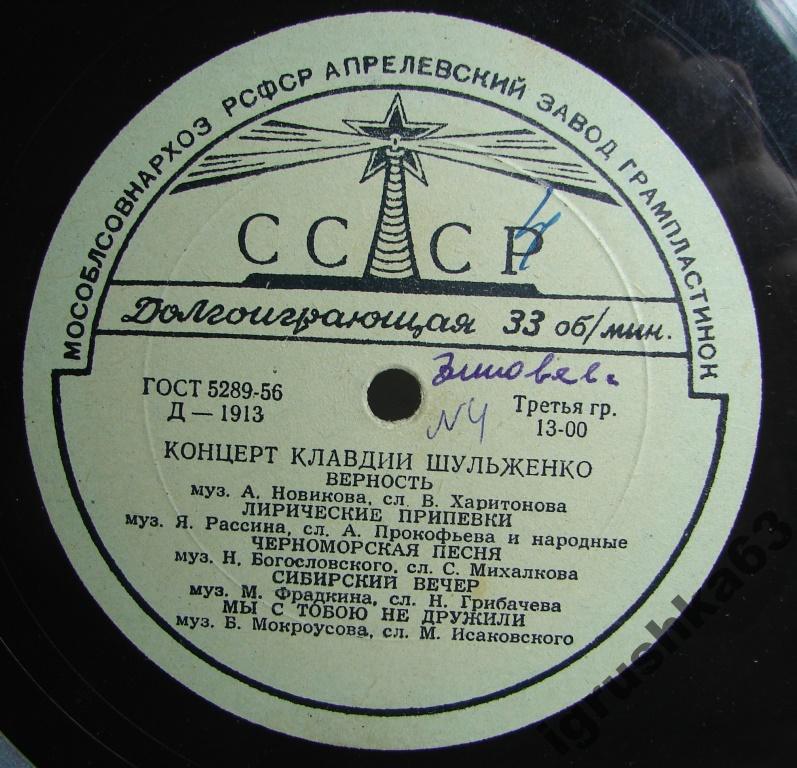 МОСОБЛСОВНАРХОЗ РСФСР АПРЕЛЕВСКИЙ ЗАВОД ГРАМПЛАСТИНОК
СССР
4
Долгоиграющая 33 об/мин.
ГОСТ 5289-56
Д — 1913
N4
Третья гр.
13-00
КОНЦЕРТ КЛАВДИИ ШУЛЬЖЕНКО
ВЕРНОСТЬ
муз. А. Новикова, сл. В. Харитонова
ЛИРИЧЕСКИЕ ПРИПЕВКИ
муз. Я. Рассина, сл. А. Прокофьева и народные
ЧЕРНОМОРСКАЯ ПЕСНЯ
муз. Н. Богословского, сл. С. Михалкова
СИБИРСКИЙ ВЕЧЕР
муз. М. Фрадкина, сл. Н. Грибачева
МЫ С ТОБОЮ НЕ ДРУЖИЛИ
муз. Б. Мокроусова, сл. М. Исаковского
igrushka63